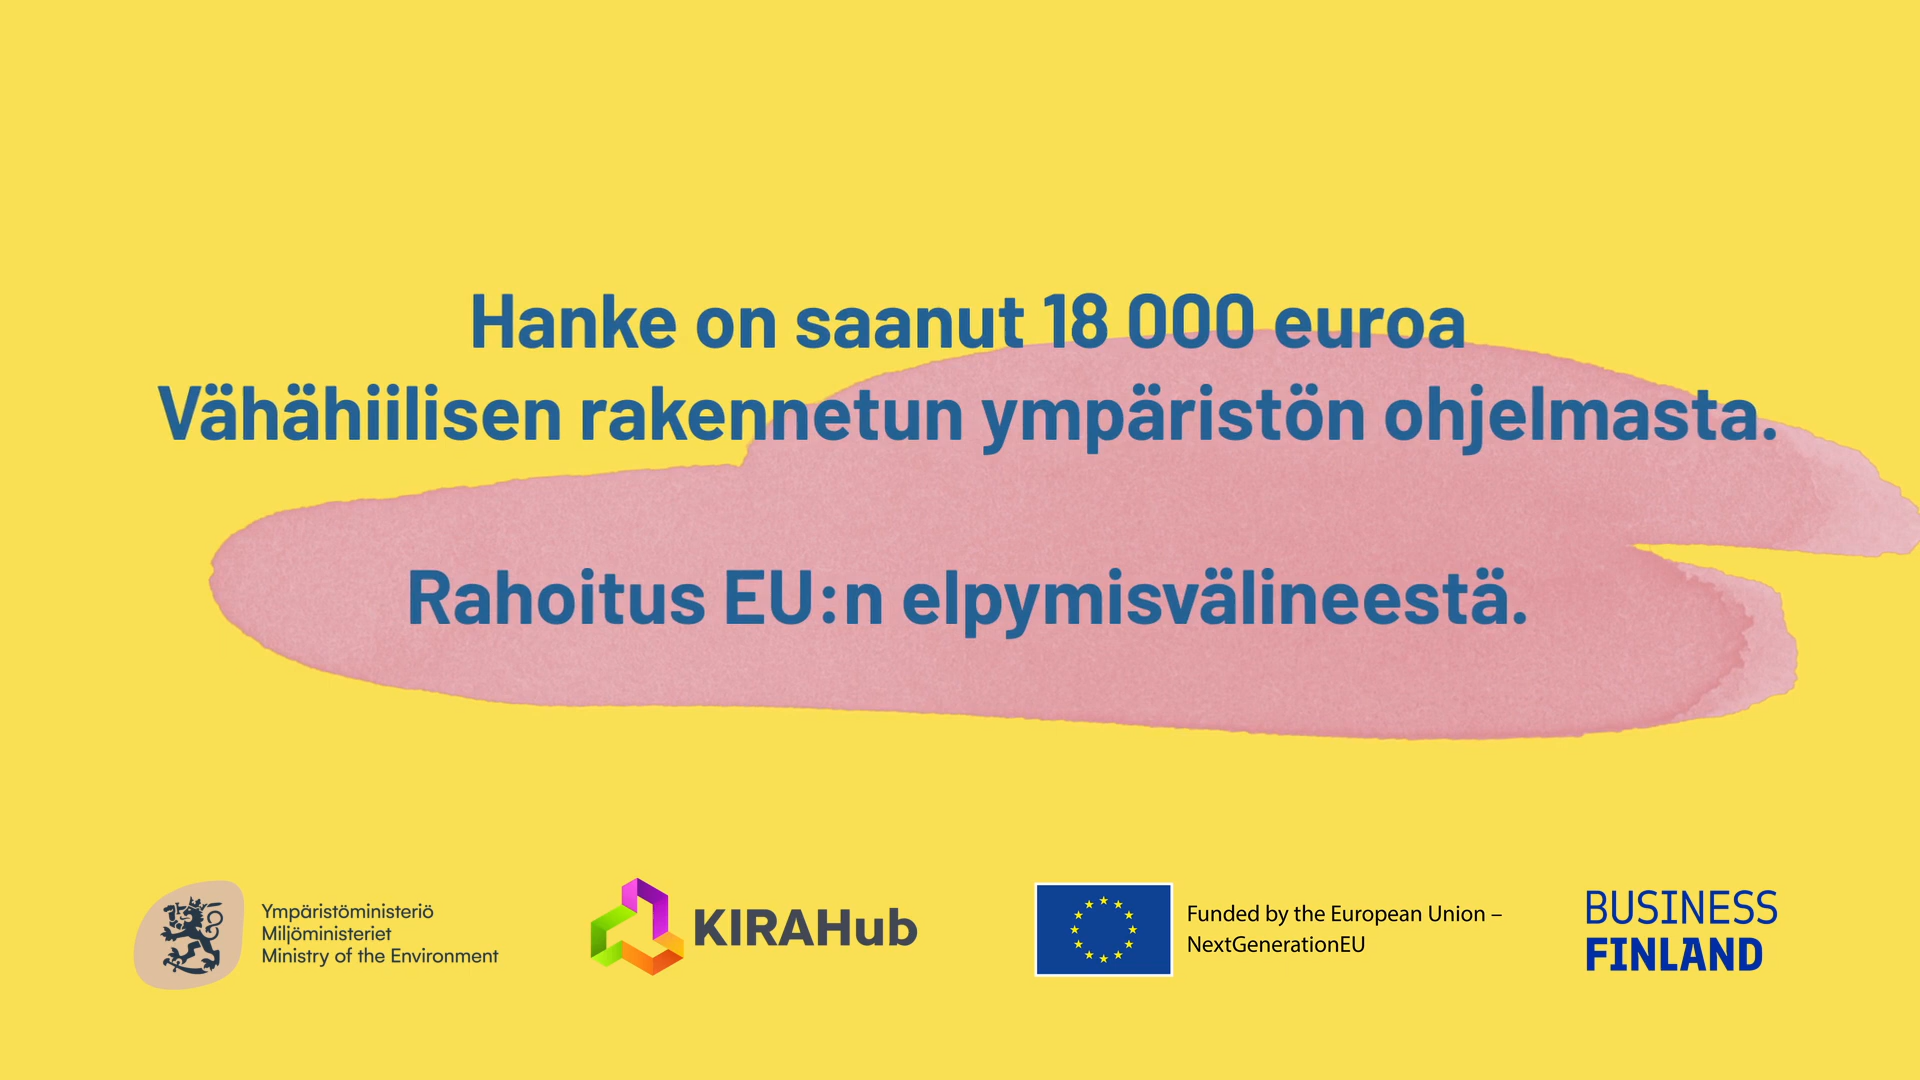 Hanke on saanut 18 000 euroa
Vähähiilisen rakennetun ympäristön ohjelmasta.
Rahoitus EU:n elpymisvälineestä.
Ympäristöministeriö
Miljöministeriet
Ministry of the Environment
KIRAHub
Funded by the European Union –
NextGenerationEU
BUSINESS
FINLAND